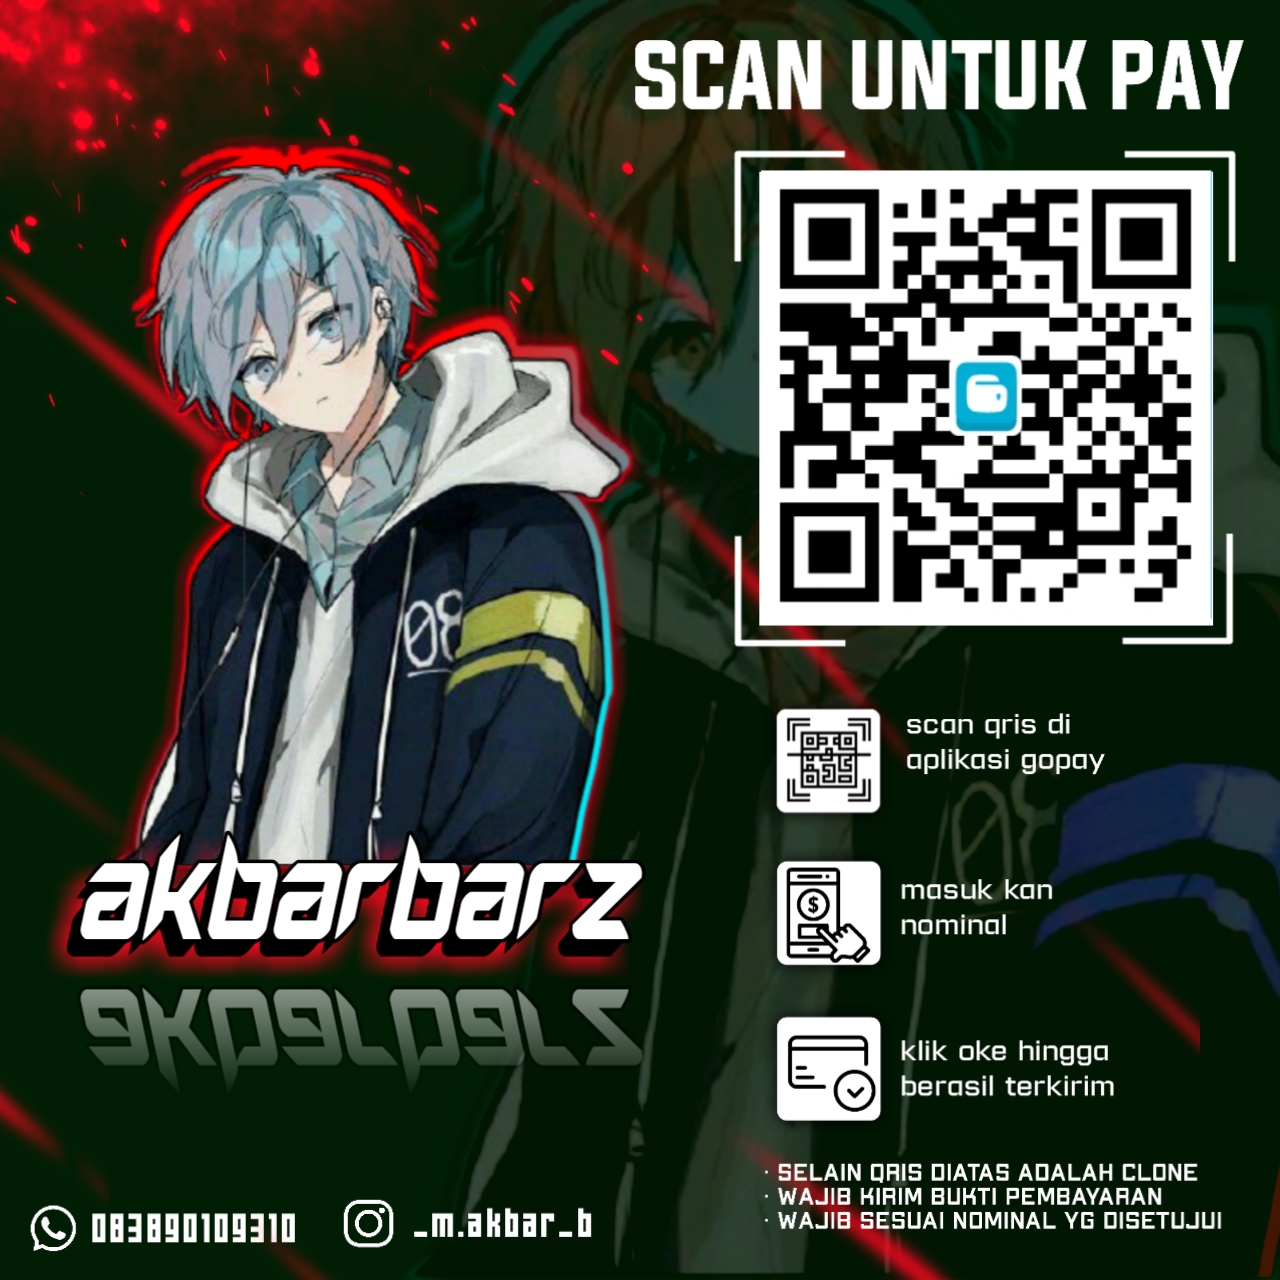 SCAN UNTUK PAY
08
scan qris di
aplikasi gopay
masuk kan
nominal
klik oke hingga
berasil terkirim
akbarbarz
· SELAIN QRIS DIATAS ADALAH CLONE
· WAJIB KIRIM BUKTI PEMBAYARAN
· WAJIB SESUAI NOMINAL YG DISETUJUI
083890109310
_m.akbar_b